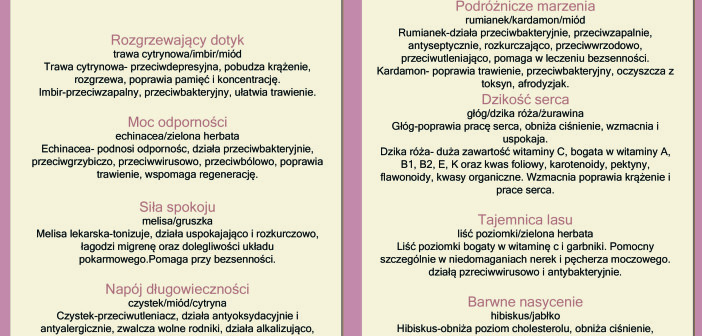 Rozgrzewający dotyk
trawa cytrynowa/imbir/miód
Trawa cytrynowa- przeciwdepresyjna, pobudza krążenie,
rozgrzewa, poprawia pamięć i koncentrację.
Imbir-przeciwzapalny, przeciwbakteryjny, ułatwia trawienie.
Moc odporności
echinacea/zielona herbata
Echinacea- podnosi odpornośc, działa przeciwbakteryjnie,
przeciwgrzybiczo, przeciwwirusowo, przeciwbólowo, poprawia
trawienie, wspomaga regenerację.
Siła spokoju
melisa/gruszka
Melisa lekarska-tonizuje, działa uspokajająco i rozkurczowo,
łagodzi migrenę oraz dolegliwości układu
pokarmowego.Pomaga przy bezsenności.
Napój długowieczności
czystek/miód/cytryna
Czystek-przeciwutleniacz, działa antyoksydacyjnie i
antyalergicznie, zwalcza wolne rodniki, działa alkalizująco,
Podróżnicze marzenia
rumianek/kardamon/miód
Rumianek-działa przeciwbakteryjnie, przeciwzapalnie,
antyseptycznie, rozkurczająco, przeciwwrzodowo,
przeciwutleniająco, pomaga w leczeniu bezsenności.
Kardamon- poprawia trawienie, przeciwbakteryjny, oczyszcza z
toksyn, afrodyzjak.
Dzikość serca
głóg/dzika róża/żurawina
Głóg-poprawia pracę serca, obniża ciśnienie, wzmacnia i
uspokaja.
Dzika róża- duża zawartość witaminy C, bogata w witaminy A,
B1, B2, E, K oraz kwas foliowy, karotenoidy, pektyny,
flawonoidy, kwasy organiczne. Wzmacnia poprawia krążenie i
prace serca.
Tajemnica lasu
liść poziomki/zielona herbata
Liść poziomki bogaty w witaminę c i garbniki. Pomocny
szczególnie w niedomaganiach nerek i pęcherza moczowego.
działą pzreciwwirusowo i antybakteryjnie.
Barwne nasycenie
hibiskus/jabłko
Hibiskus-obniża poziom cholesterolu, obniża ciśnienie,